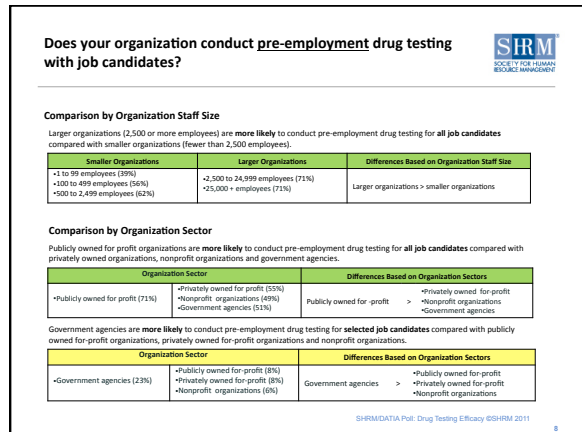 Does your organization conduct pre-employment drug testing
with job candidates?
SHRM
SOCIETY FOR HUMAN
RESOURCE MANAGEMENT
Comparison by Organization Staff Size
Larger organizations (2,500 or more employees) are more likely to conduct pre-employment drug testing for all job candidates
compared with smaller organizations (fewer than 2,500 employees).
Smaller Organizations
Larger Organizations
Differences Based on Organization Staff Size
•1 to 99 employees (39%)
•100 to 499 employees (56%)
•500 to 2,499 employees (62%)
•2,500 to 24,999 employees (71%)
•25,000 + employees (71%)
Larger organizations > smaller organizations
Comparison by Organization Sector
Publicly owned for profit organizations are more likely to conduct pre-employment drug testing for all job candidates compared with
privately owned organizations, nonprofit organizations and government agencies.
Organization Sector
Differences Based on Organization Sectors
•Publicly owned for profit (71%)
•Privately owned for profit (55%)
•Nonprofit organizations (49%)
•Government agencies (51%)
Publicly owned for -profit >
•Privately owned for-profit
•Nonprofit organizations
•Government agencies
Government agencies are more likely to conduct pre-employment drug testing for selected job candidates compared with publicly
owned for-profit organizations, privately owned for-profit organizations and nonprofit organizations.
Organization Sector
Differences Based on Organization Sectors
•Government agencies (23%)
•Publicly owned for-profit (8%)
•Privately owned for-profit (8%)
•Nonprofit organizations (6%)
Government agencies >
•Publicly owned for-profit
•Privately owned for-profit
•Nonprofit organizations
SHRM/DATIA Poll: Drug Testing Efficacy ©SHRM 2011
8